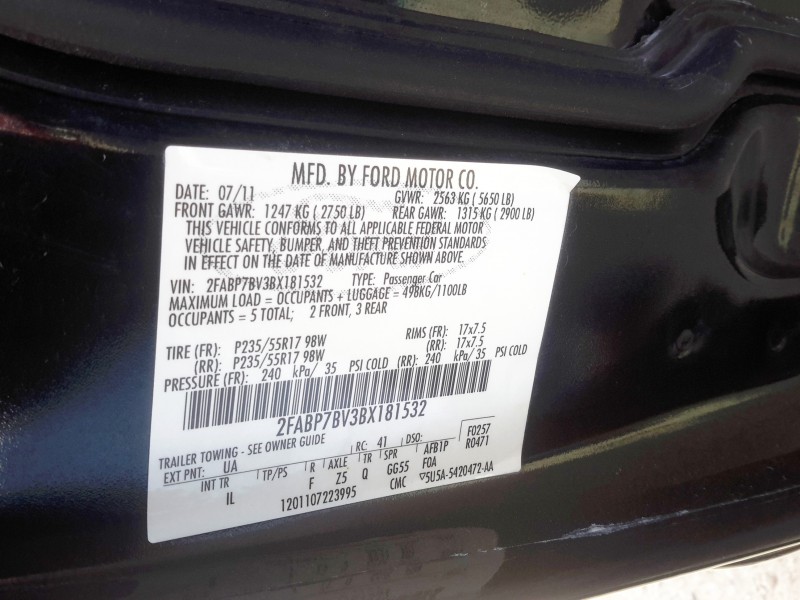 MFD. BY FORD MOTOR CO.
DATE: 07/11 GVWR: 2563 KG ( 5650 LB)
FRONT GAWR: 1247 KG ( 2750 LB) REAR GAWR: 1315 KG ( 2900 LB)
THIS VEHICLE CONFORMS TO ALL APPLICABLE FEDERAL MOTOR
VEHICLE SAFETY, BUMPER, AND THEFT PREVENTION STANDARDS
IN EFFECT ON THE DATE OF MANUFACTURE SHOWN ABOVE.
VIN: 2FABP7BV3BX181532 TYPE: Passenger Car
MAXIMUM LOAD = OCCUPANTS + LUGGAGE = 498KG/1100LB
OCCUPANTS = 5 TOTAL; 2 FRONT, 3 REAR
TIRE (FR): P235/55R17 98W RIMS (FR): 17x7.5
(RR): P235/55R17 98W (RR): 17x7.5
PRESSURE (FR): 240 kPa/ 35 PSI COLD (RR): 240 kPa/ 35 PSI COLD
2FABP7BV3BX181532
TRAILER TOWING - SEE OWNER GUIDE RC: 41 DSO: F0257
EXT PNT: UA AFB1P R0471
INT TR TP/PS R AXLE TR SPR FOA
IL F Z5 Q GG55
1201107223995 CMC ▽5U5A-5420472-AA